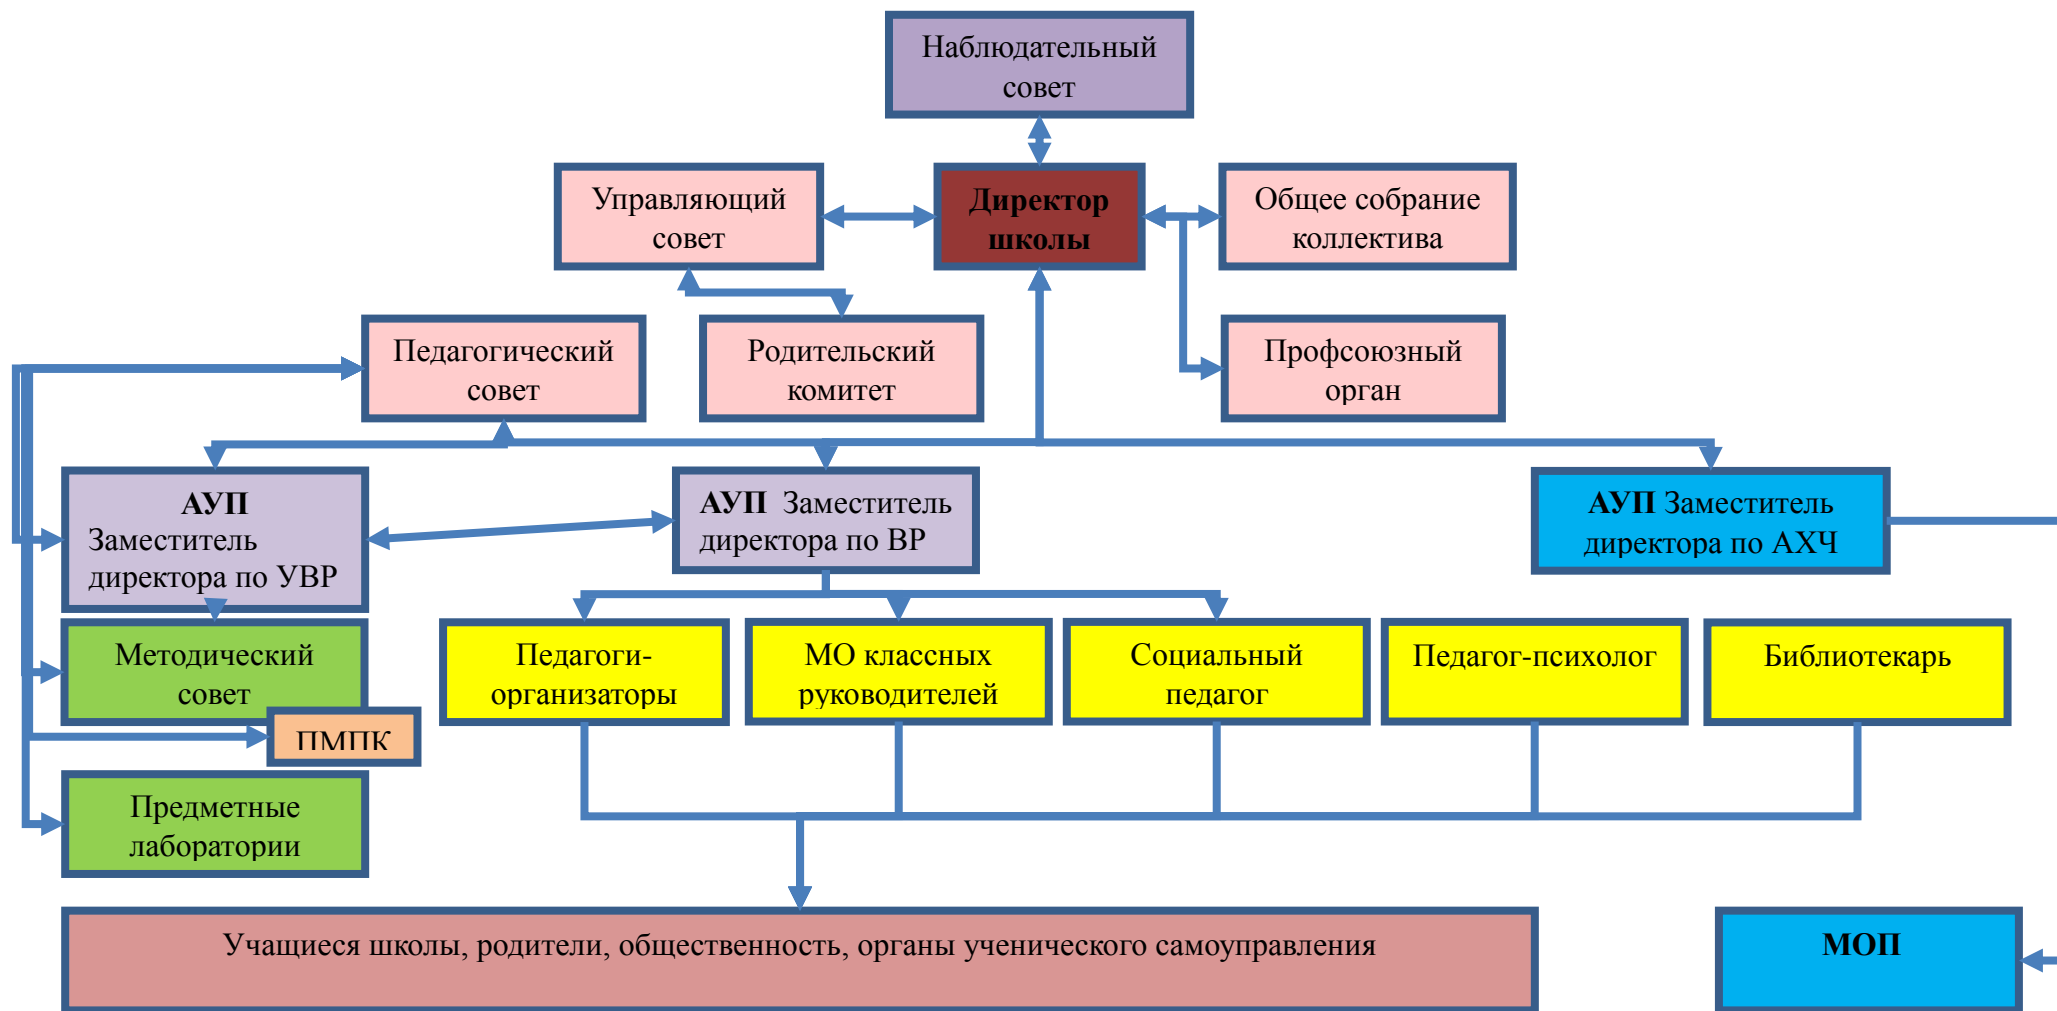 Наблюдательный
совет
Управляющий
совет
Директор
школы
Общее собрание
коллектива
Педагогический
совет
Родительский
комитет
Профсоюзный
орган
АУП
Заместитель
директора по УВР
АУП Заместитель
директора по ВР
АУП Заместитель
директора по АХЧ
Методический
совет
Педагоги-
организаторы
МО классных
руководителей
Социальный
педагог
Педагог-психолог
Библиотекарь
ПМПК
Предметные
лаборатории
Учащиеся школы, родители, общественность, органы ученического самоуправления
МОП